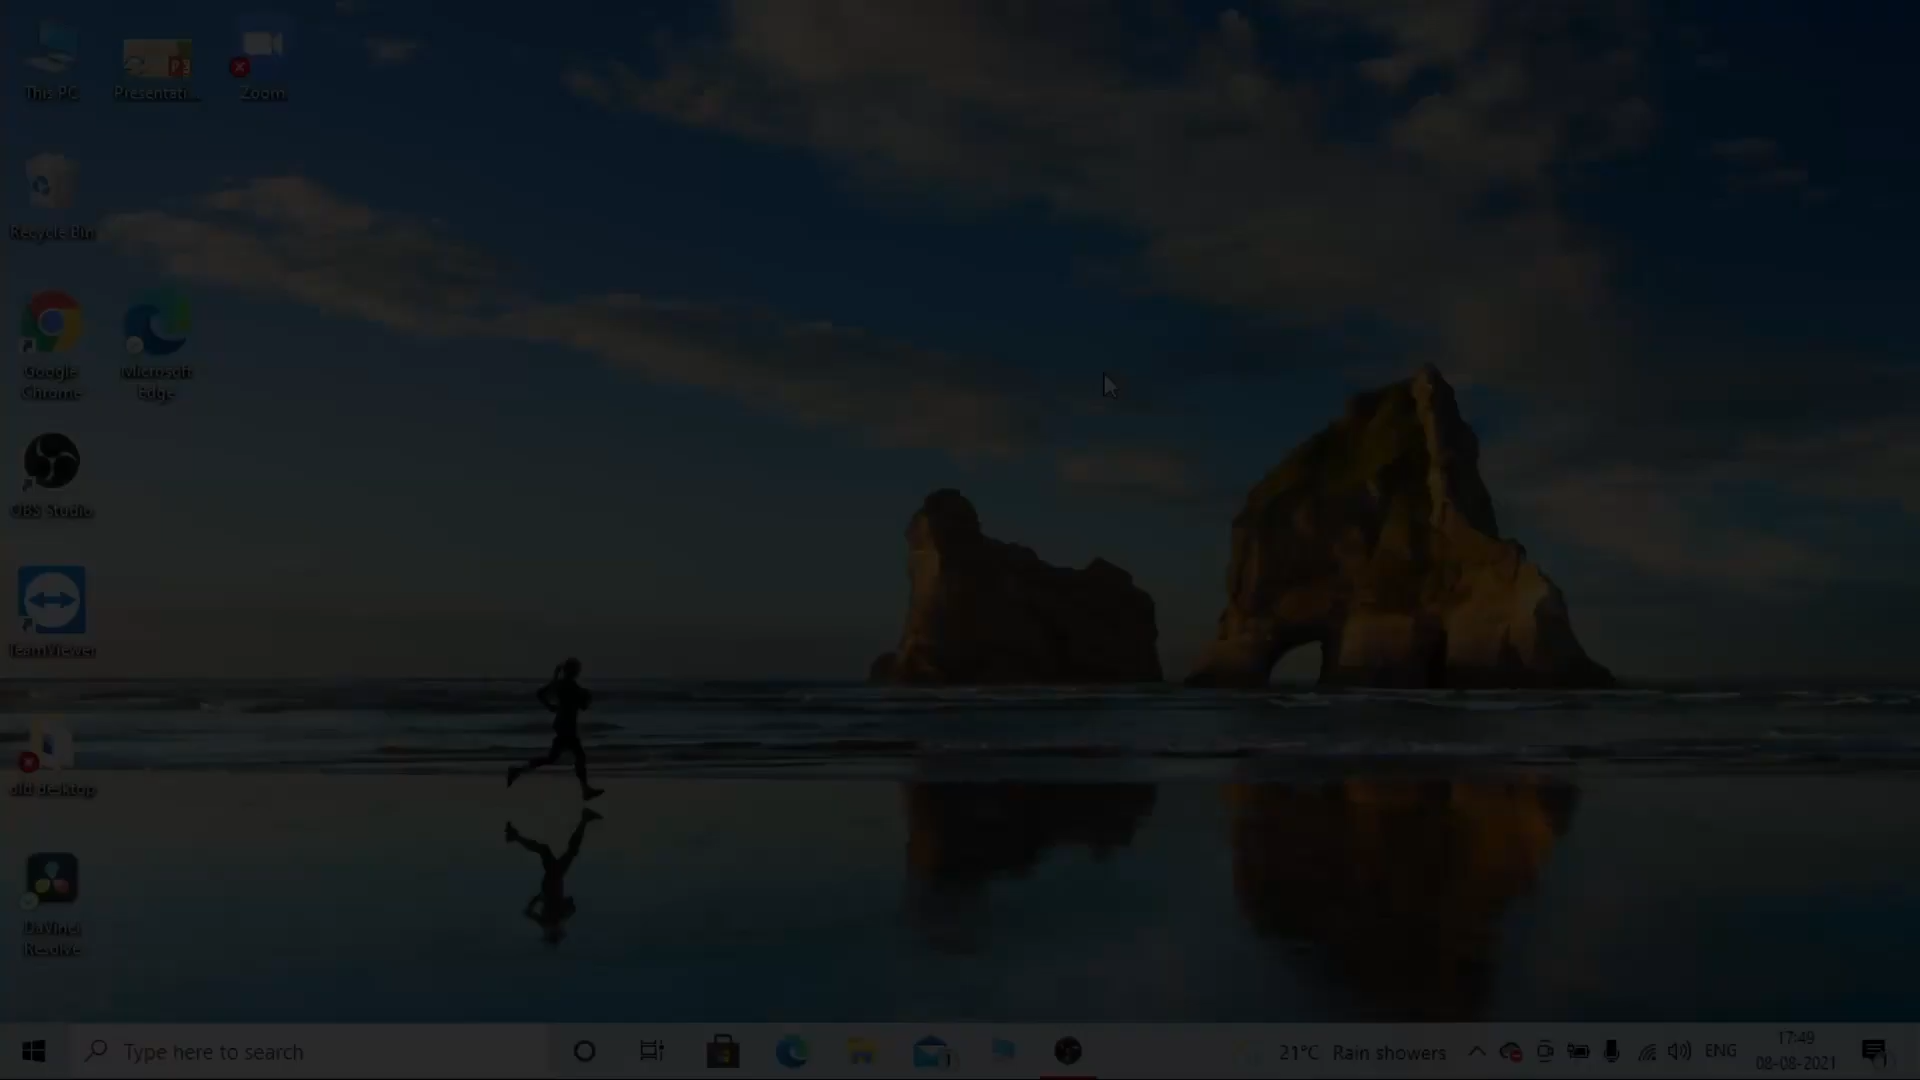 This PC
Presentati...
Zoom
Recycle Bin
Google
Chrome
Microsoft
Edge
OBS Studio
TeamViewer
old desktop
DaVinci
Resolve
Type here to search
21°C Rain showers
ENG
17:49
08-08-2021